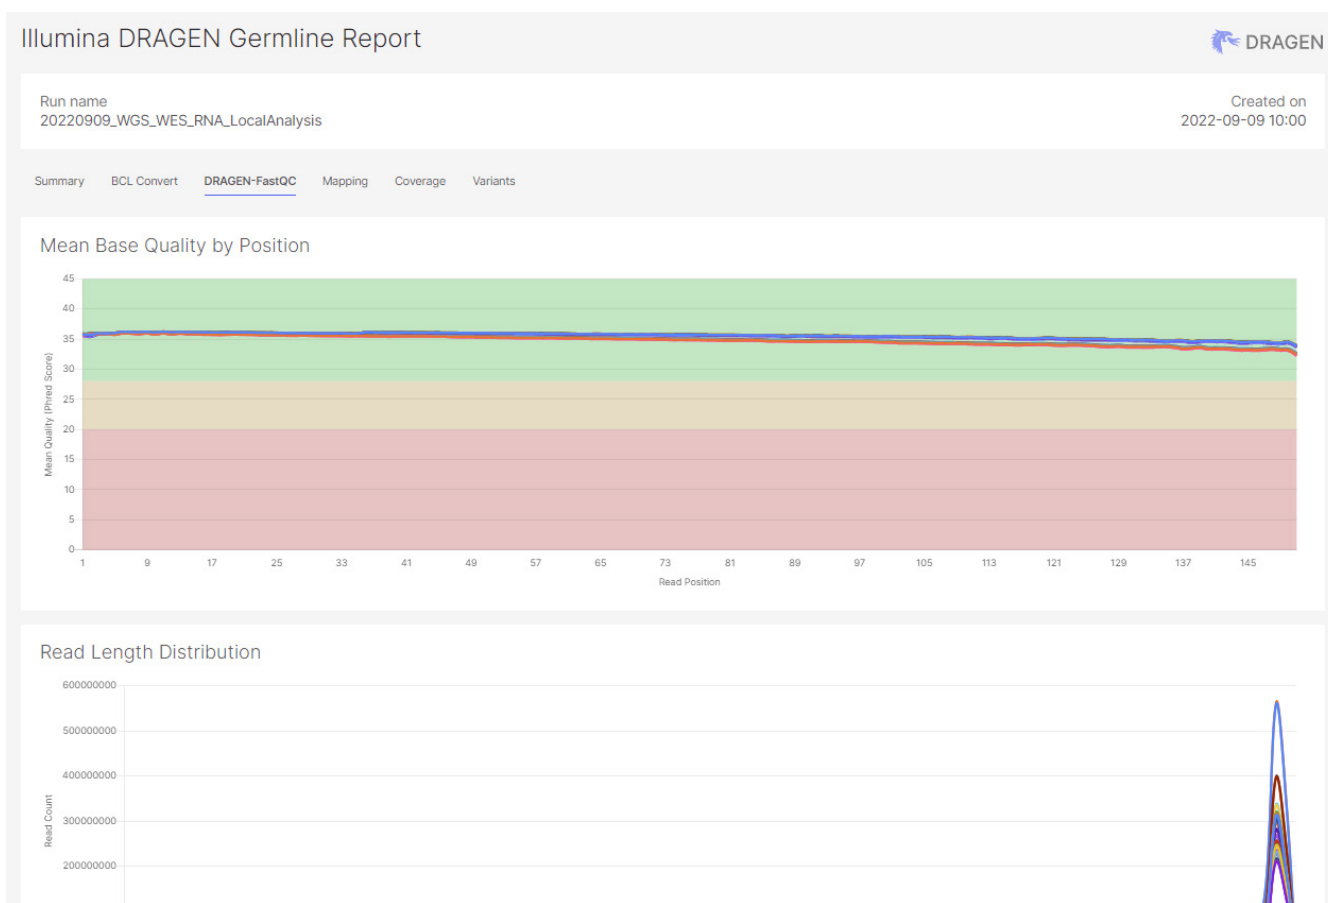 Illumina DRAGEN Germline Report
DRAGEN
Run name
Created on
20220909_WGS_WES_RNA_LocalAnalysis
2022-09-09 10:00
Summary BCL Convert DRAGEN-FastQC Mapping Coverage Variants
Mean Base Quality by Position
45
40
35
30
25
20
15
10
5
0
Mean Quality (Phred Score)
1 9 17 25 33 41 49 57 65 73 81 89 97 105 113 121 129 137 145
Read Position
Read Length Distribution
600000000
500000000
400000000
300000000
200000000
Read Count